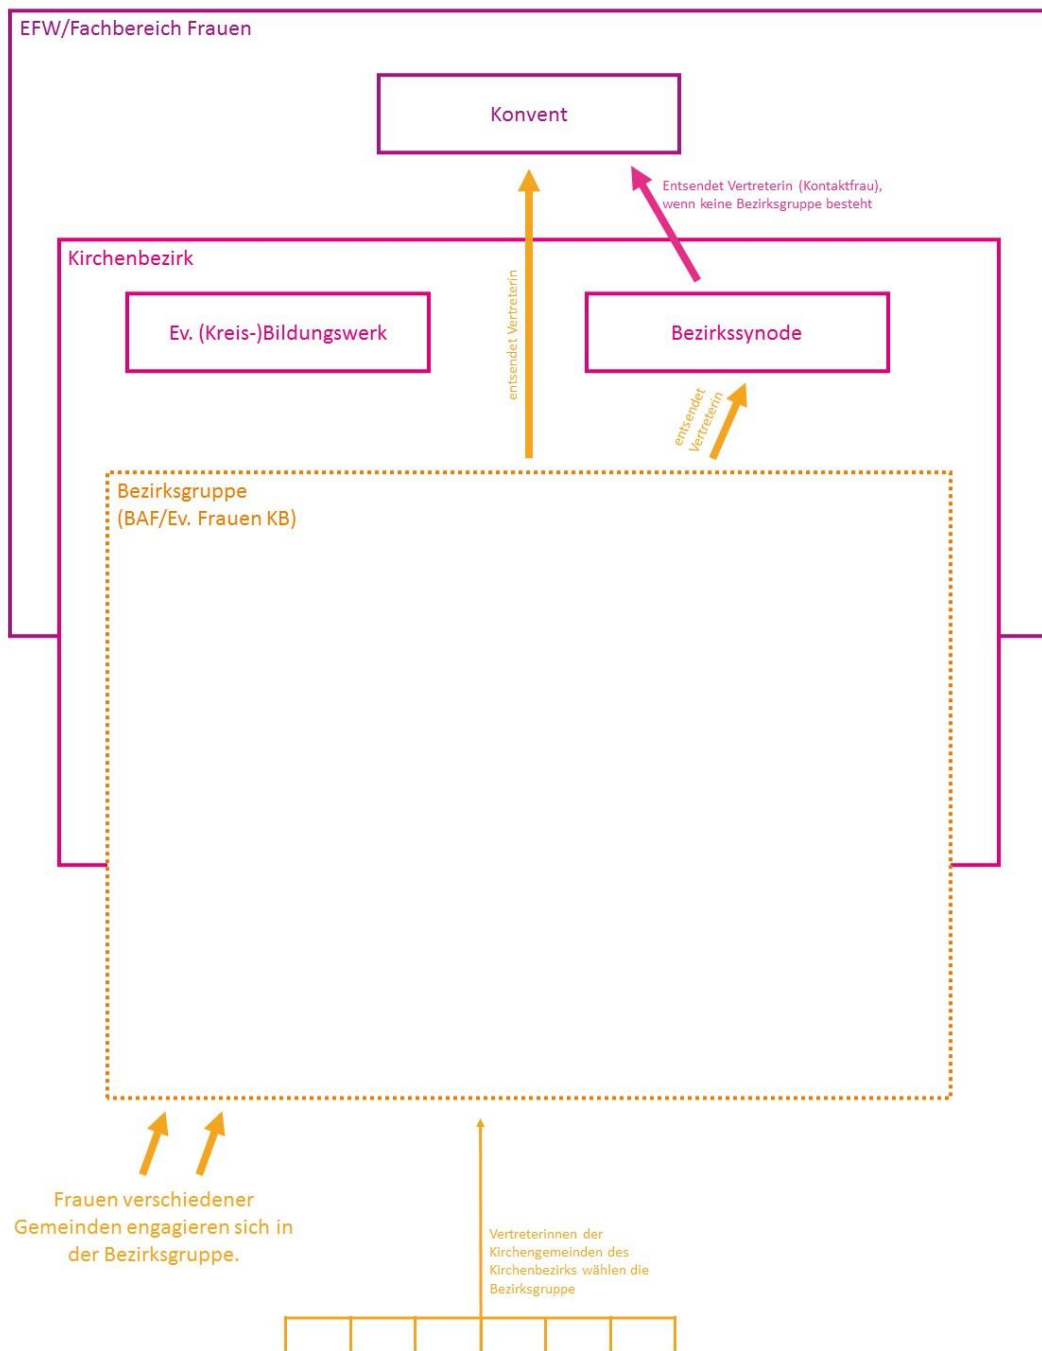 EFW/Fachbereich Frauen
Konvent
Entsendet Vertreterin (Kontaktfrau),
wenn keine Bezirksgruppe besteht
Kirchenbezirk
Ev. (Kreis-)Bildungswerk
entsendet Vertreterin
Bezirkssynode
entsendet
Vertreterin
Bezirksgruppe
(BAF/Ev. Frauen KB)
Frauen verschiedener
Gemeinden engagieren sich in
der Bezirksgruppe.
Vertreterinnen der
Kirchengemeinden des
Kirchenbezirks wählen die
Bezirksgruppe